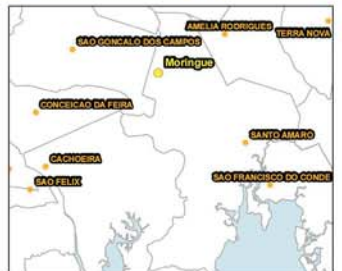 AMELIA RODRIGUES
TERRA NOVA
SAO GONCALO DOS CAMPOS
Moringue
CONCEICAO DA FEIRA
SANTO AMARO
CACHOEIRA
SAO FELIX
SAO FRANCISCO DO CONDE